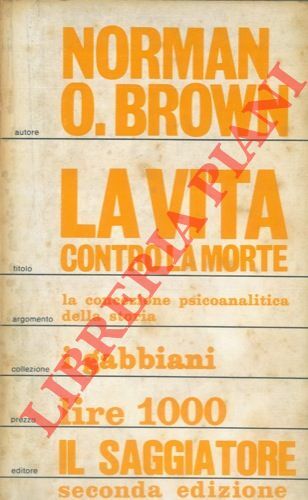 NORMAN
autore O. BROWN
LA VITA
titolo CONTRO LA MORTE
la concezione psicoanalitica
argomento della storia
collezione i gabbiani
prezzo lire 1000
editore IL SAGGIATORE
seconda edizione
LIBRERIA PIANI